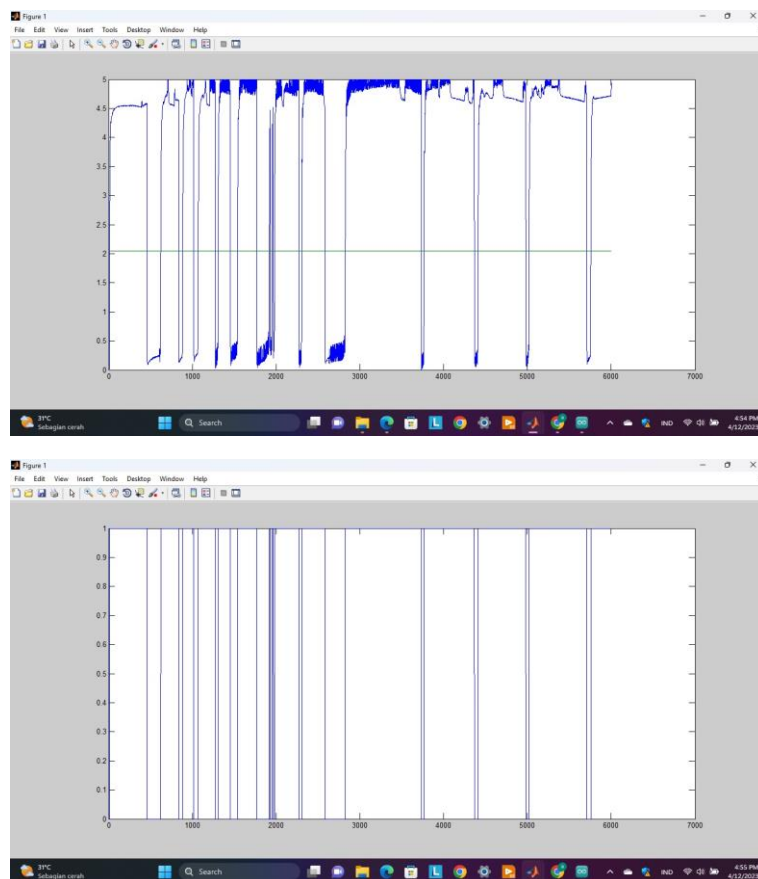 Figure 1
File Edit View Insert Tools Desktop Window Help
5
4.5
4
3.5
3
2.5
2
1.5
1
0.5
0
0 1000 2000 3000 4000 5000 6000 7000
31°C
Sebagian cerah
Search
IND
4:54 PM
4/12/2023
Figure 1
File Edit View Insert Tools Desktop Window Help
1
0.9
0.8
0.7
0.6
0.5
0.4
0.3
0.2
0.1
0
0 1000 2000 3000 4000 5000 6000 7000
31°C
Sebagian cerah
Search
IND
4:55 PM
4/12/2023